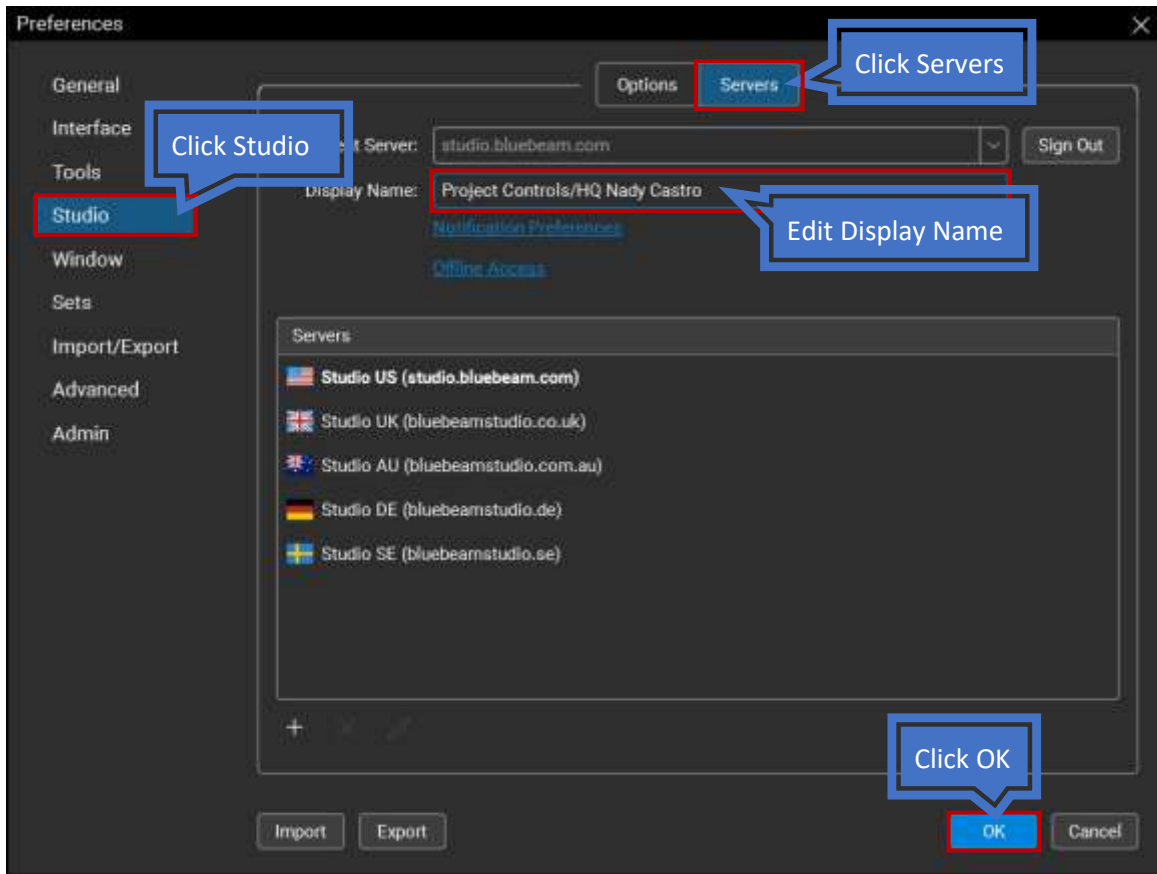 Preferences
General
Interface
Tools
Studio
Window
Sets
Import/Export
Advanced
Admin
Click Studio
Options
Servers
Click Servers
Server:
studio.bluebeam.com
Sign Out
Display Name:
Project Controls/HQ Nady Castro
Edit Display Name
Notification Preferences
Offline Access
Servers
Studio US (studio.bluebeam.com)
Studio UK (bluebeamstudio.co.uk)
Studio AU (bluebeamstudio.com.au)
Studio DE (bluebeamstudio.de)
Studio SE (bluebeamstudio.se)
Click OK
Import
Export
OK
Cancel